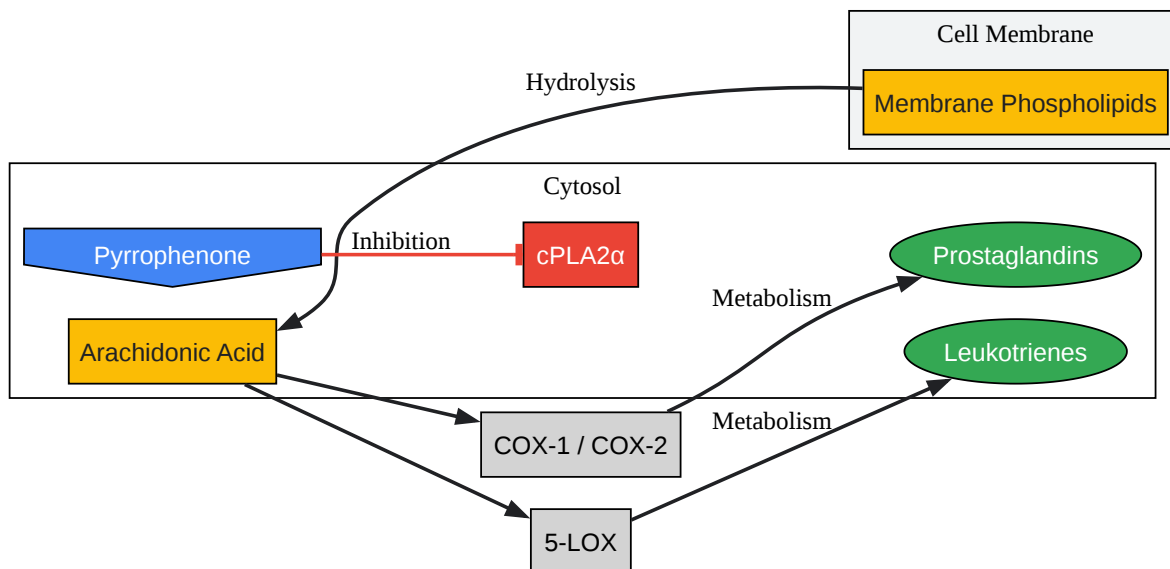 Cell Membrane
Hydrolysis
Membrane Phospholipids
Cytosol
Pyrrophenone
Inhibition
cPLA2α
Prostaglandins
Metabolism
Arachidonic Acid
Leukotrienes
Metabolism
COX-1 / COX-2
5-LOX